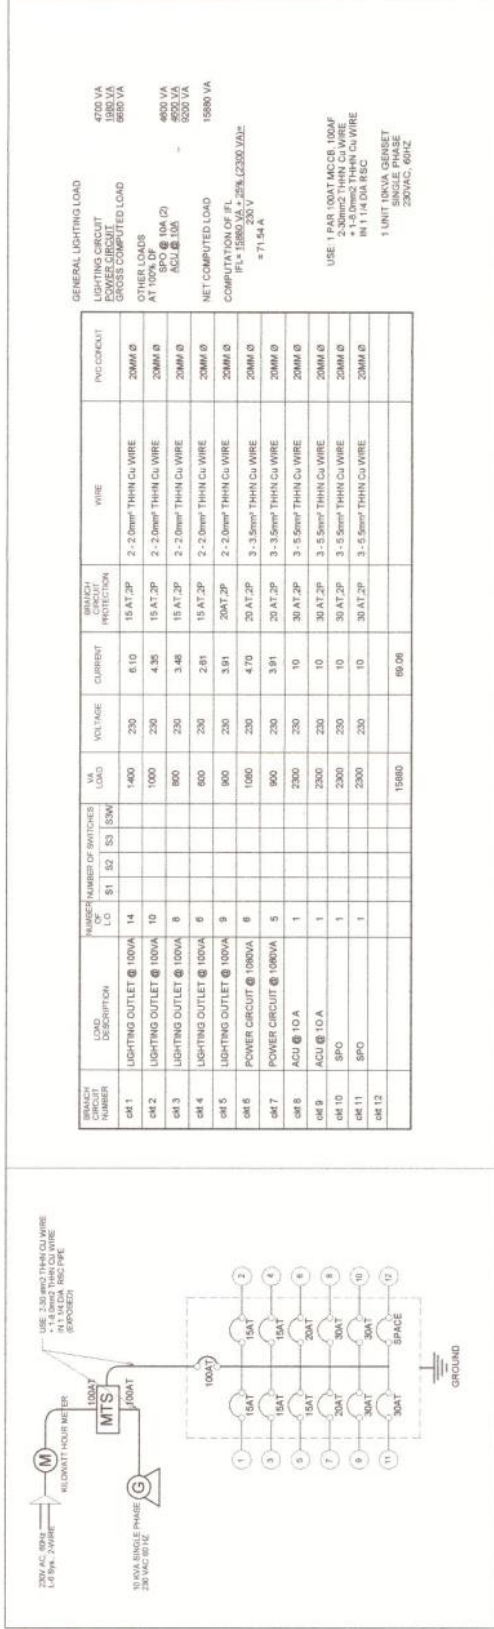 230V AC, 60Hz
L-G Sys., 2-WIRE
M
KILOWATT HOUR METER
USE: 2-30 mm2 THHN CU WIRE
+ 1-8.0mm2 THHN CU WIRE
IN 1 1/4 DIA. RSC PIPE
(EXPOSED)
100AT
MTS
100AT
G
10 KVA SINGLE PHASE
230 VAC 60 HZ
100AT
1 15AT 15AT 2
3 15AT 15AT 4
5 15AT 20AT 6
7 20AT 30AT 8
9 30AT 30AT 10
11 30AT SPACE 12
GROUND
BRANCH CIRCUIT NUMBER LOAD DESCRIPTION NUMBER OF L.O NUMBER OF SWITCHES VA LOAD VOLTAGE CURRENT BRANCH CIRCUIT PROTECTION WIRE PVC CONDUIT
S1 S2 S3 S3W
ckt 1 LIGHTING OUTLET @ 100VA 14 1400 230 6.10 15 AT,2P 2 - 2.0mm² THHN Cu WIRE 20MM Ø
ckt 2 LIGHTING OUTLET @ 100VA 10 1000 230 4.35 15 AT,2P 2 - 2.0mm² THHN Cu WIRE 20MM Ø
ckt 3 LIGHTING OUTLET @ 100VA 8 800 230 3.48 15 AT,2P 2 - 2.0mm² THHN Cu WIRE 20MM Ø
ckt 4 LIGHTING OUTLET @ 100VA 6 600 230 2.61 15 AT,2P 2 - 2.0mm² THHN Cu WIRE 20MM Ø
ckt 5 LIGHTING OUTLET @ 100VA 9 900 230 3.91 20AT,2P 2 - 2.0mm² THHN Cu WIRE 20MM Ø
ckt 6 POWER CIRCUIT @ 1080VA 6 1080 230 4.70 20 AT,2P 3 - 3.5mm² THHN Cu WIRE 20MM Ø
ckt 7 POWER CIRCUIT @ 1080VA 5 900 230 3.91 20 AT,2P 3 - 3.5mm² THHN Cu WIRE 20MM Ø
ckt 8 ACU @ 10 A 1 2300 230 10 30 AT,2P 3 - 5.5mm² THHN Cu WIRE 20MM Ø
ckt 9 ACU @ 10 A 1 2300 230 10 30 AT,2P 3 - 5.5mm² THHN Cu WIRE 20MM Ø
ckt 10 SPO 1 2300 230 10 30 AT,2P 3 - 5.5mm² THHN Cu WIRE 20MM Ø
ckt 11 SPO 1 2300 230 10 30 AT,2P 3 - 5.5mm² THHN Cu WIRE 20MM Ø
ckt 12
15880 69.06
GENERAL LIGHTING LOAD
LIGHTING CIRCUIT 4700 VA
POWER CIRCUIT 1980 VA
GROSS COMPUTED LOAD 6680 VA
OTHER LOADS
AT 100% DF
SPO @ 10A (2) 4600 VA
ACU @ 10A 4600 VA
9200 VA
NET COMPUTED LOAD 15880 VA
COMPUTATION OF IFL
IFL= 15880 VA + 25% (2300 VA)=
230 V
= 71.54 A
USE: 1 PAR 100AT MCCB, 100AF
2-30mm2 THHN Cu WIRE
+ 1-8.0mm2 THHN Cu WIRE
IN 1 1/4 DIA RSC
1 UNIT 10KVA GENSET
SINGLE PHASE
230VAC, 60HZ